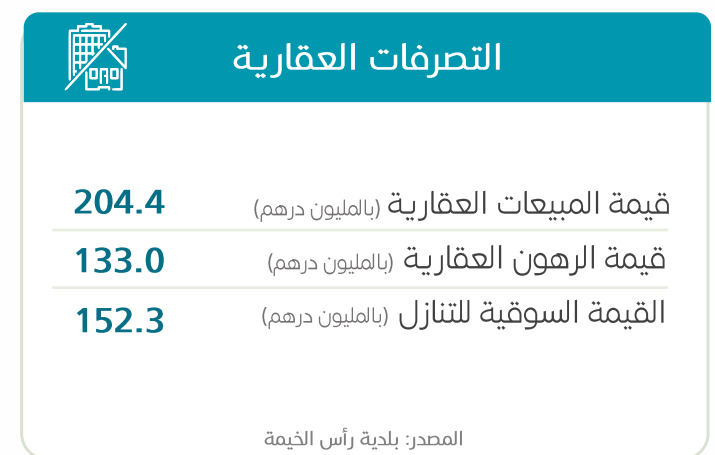 التصرفات العقارية
قيمة المبيعات العقارية (بالمليون درهم) 204.4
قيمة الرهون العقارية (بالمليون درهم) 133.0
القيمة السوقية للتنازل (بالمليون درهم) 152.3
المصدر: بلدية رأس الخيمة